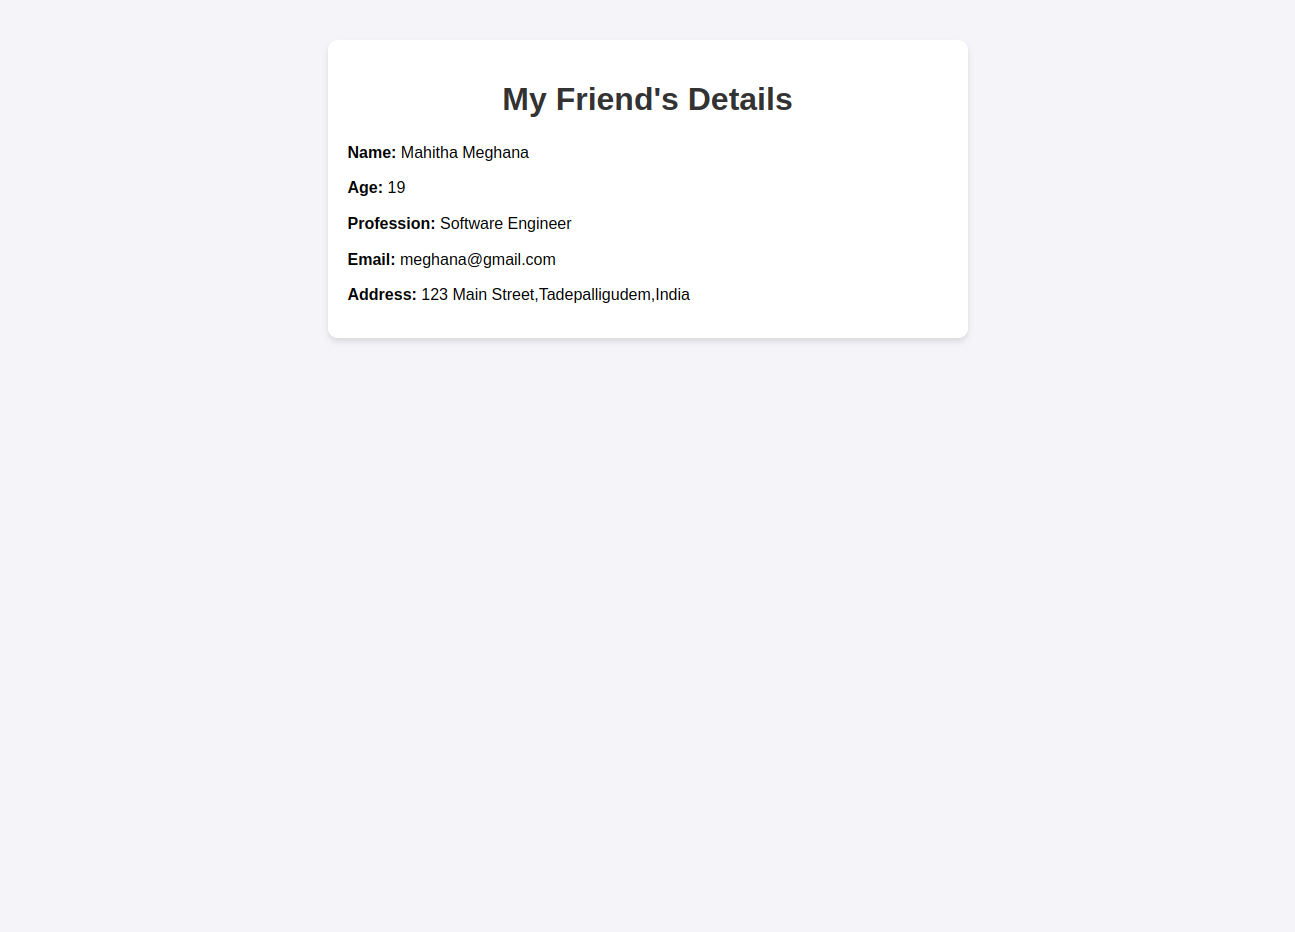 My Friend's Details
Name: Mahitha Meghana
Age: 19
Profession: Software Engineer
Email: meghana@gmail.com
Address: 123 Main Street,Tadepalligudem,India